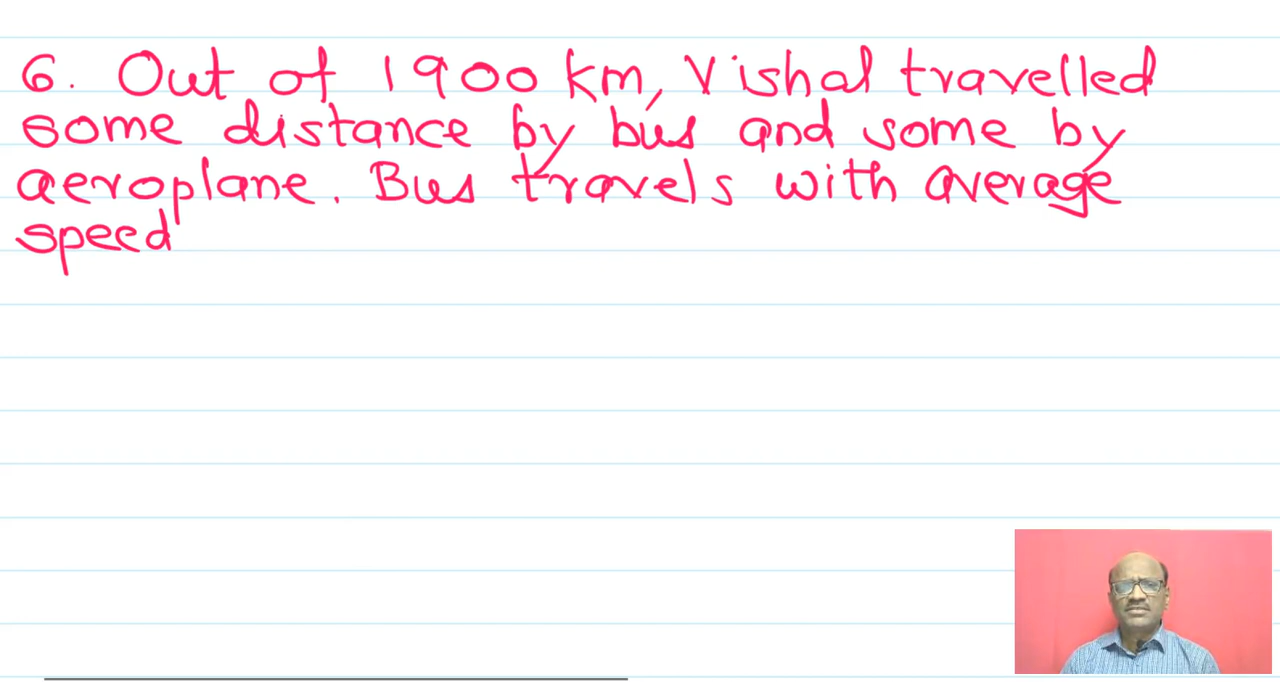 6. Out of 1900 km, Vishal travelled
some distance by bus and some by
aeroplane. Bus travels with average
speed